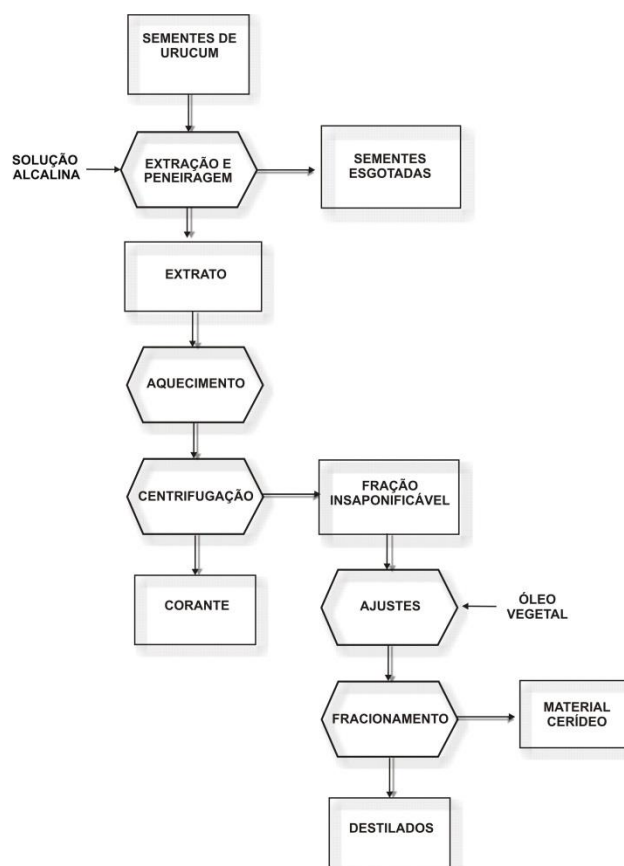 SEMENTES DE
URUCUM
SOLUÇÃO
ALCALINA
EXTRAÇÃO E
PENEIRAGEM
SEMENTES
ESGOTADAS
EXTRATO
AQUECIMENTO
CENTRIFUGAÇÃO
FRAÇÃO
INSAPONIFICÁVEL
CORANTE
AJUSTES
ÓLEO
VEGETAL
FRACIONAMENTO
MATERIAL
CERÍDEO
DESTILADOS